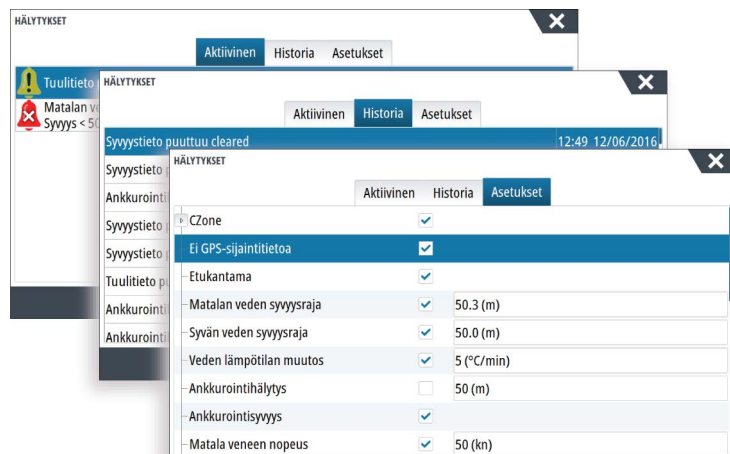 HÄLYTYKSET
Aktiivinen Historia Asetukset
Tuulitieto
Matalan
Syvyys < 50
HÄLYTYKSET
Aktiivinen Historia Asetukset
Syvyystieto puuttuu cleared 12:49 12/06/2016
Syvyystieto
Ankkurointi
Syvyystieto
Syvyystieto
Tuulitieto
Ankkurointi
Ankkurointi
HÄLYTYKSET
Aktiivinen Historia Asetukset
CZone
Ei GPS-sijaintitietoa
Etukantama
Matalan veden syvyysraja 50.3 (m)
Syvän veden syvyysraja 50.0 (m)
Veden lämpötilan muutos 5 (°C/min)
Ankkurointihälytys 50 (m)
Ankkurointisyvyys
Matala veneen nopeus 50 (kn)